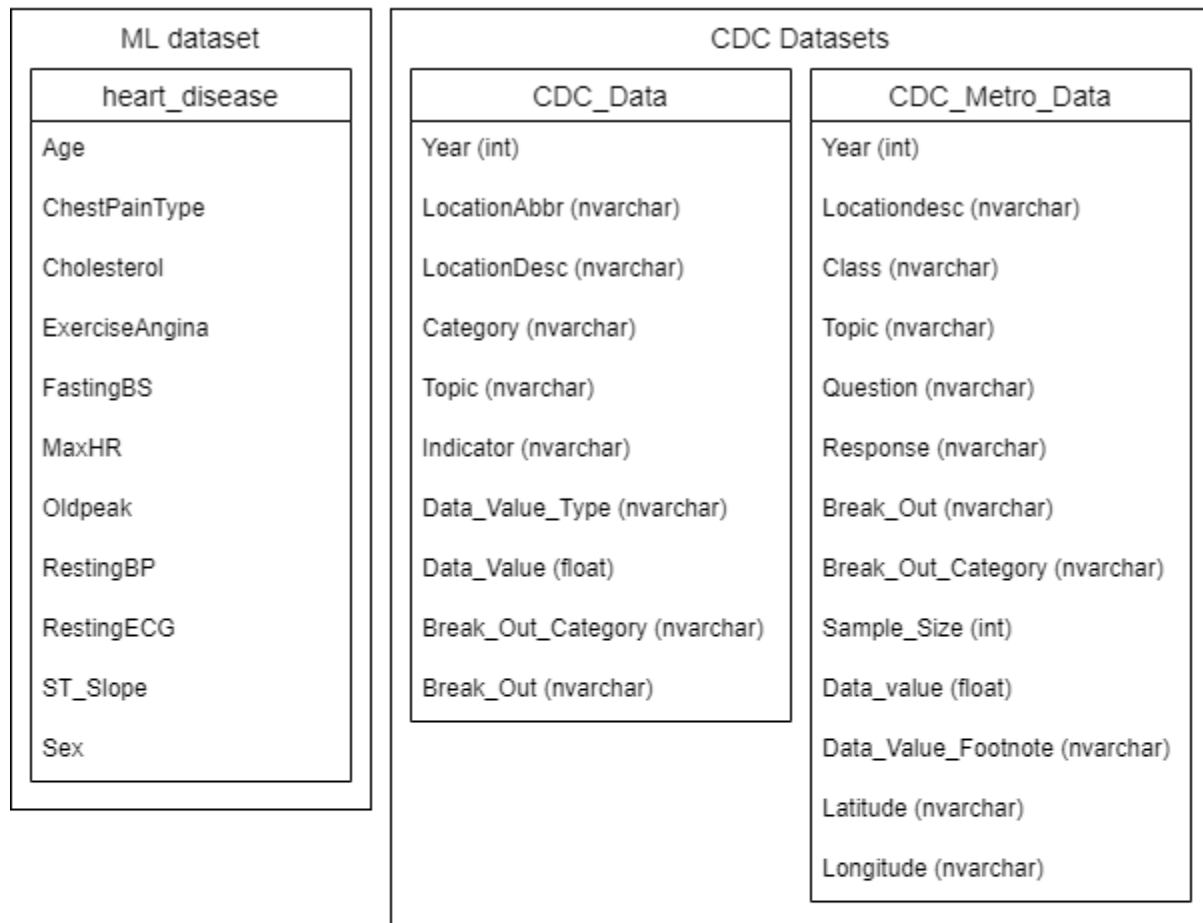 ML dataset
heart_disease
Age
ChestPainType
Cholesterol
ExerciseAngina
FastingBS
MaxHR
Oldpeak
RestingBP
RestingECG
ST_Slope
Sex
CDC Datasets
CDC_Data
Year (int)
LocationAbbr (nvarchar)
LocationDesc (nvarchar)
Category (nvarchar)
Topic (nvarchar)
Indicator (nvarchar)
Data_Value_Type (nvarchar)
Data_Value (float)
Break_Out_Category (nvarchar)
Break_Out (nvarchar)
CDC_Metro_Data
Year (int)
Locationdesc (nvarchar)
Class (nvarchar)
Topic (nvarchar)
Question (nvarchar)
Response (nvarchar)
Break_Out (nvarchar)
Break_Out_Category (nvarchar)
Sample_Size (int)
Data_value (float)
Data_Value_Footnote (nvarchar)
Latitude (nvarchar)
Longitude (nvarchar)